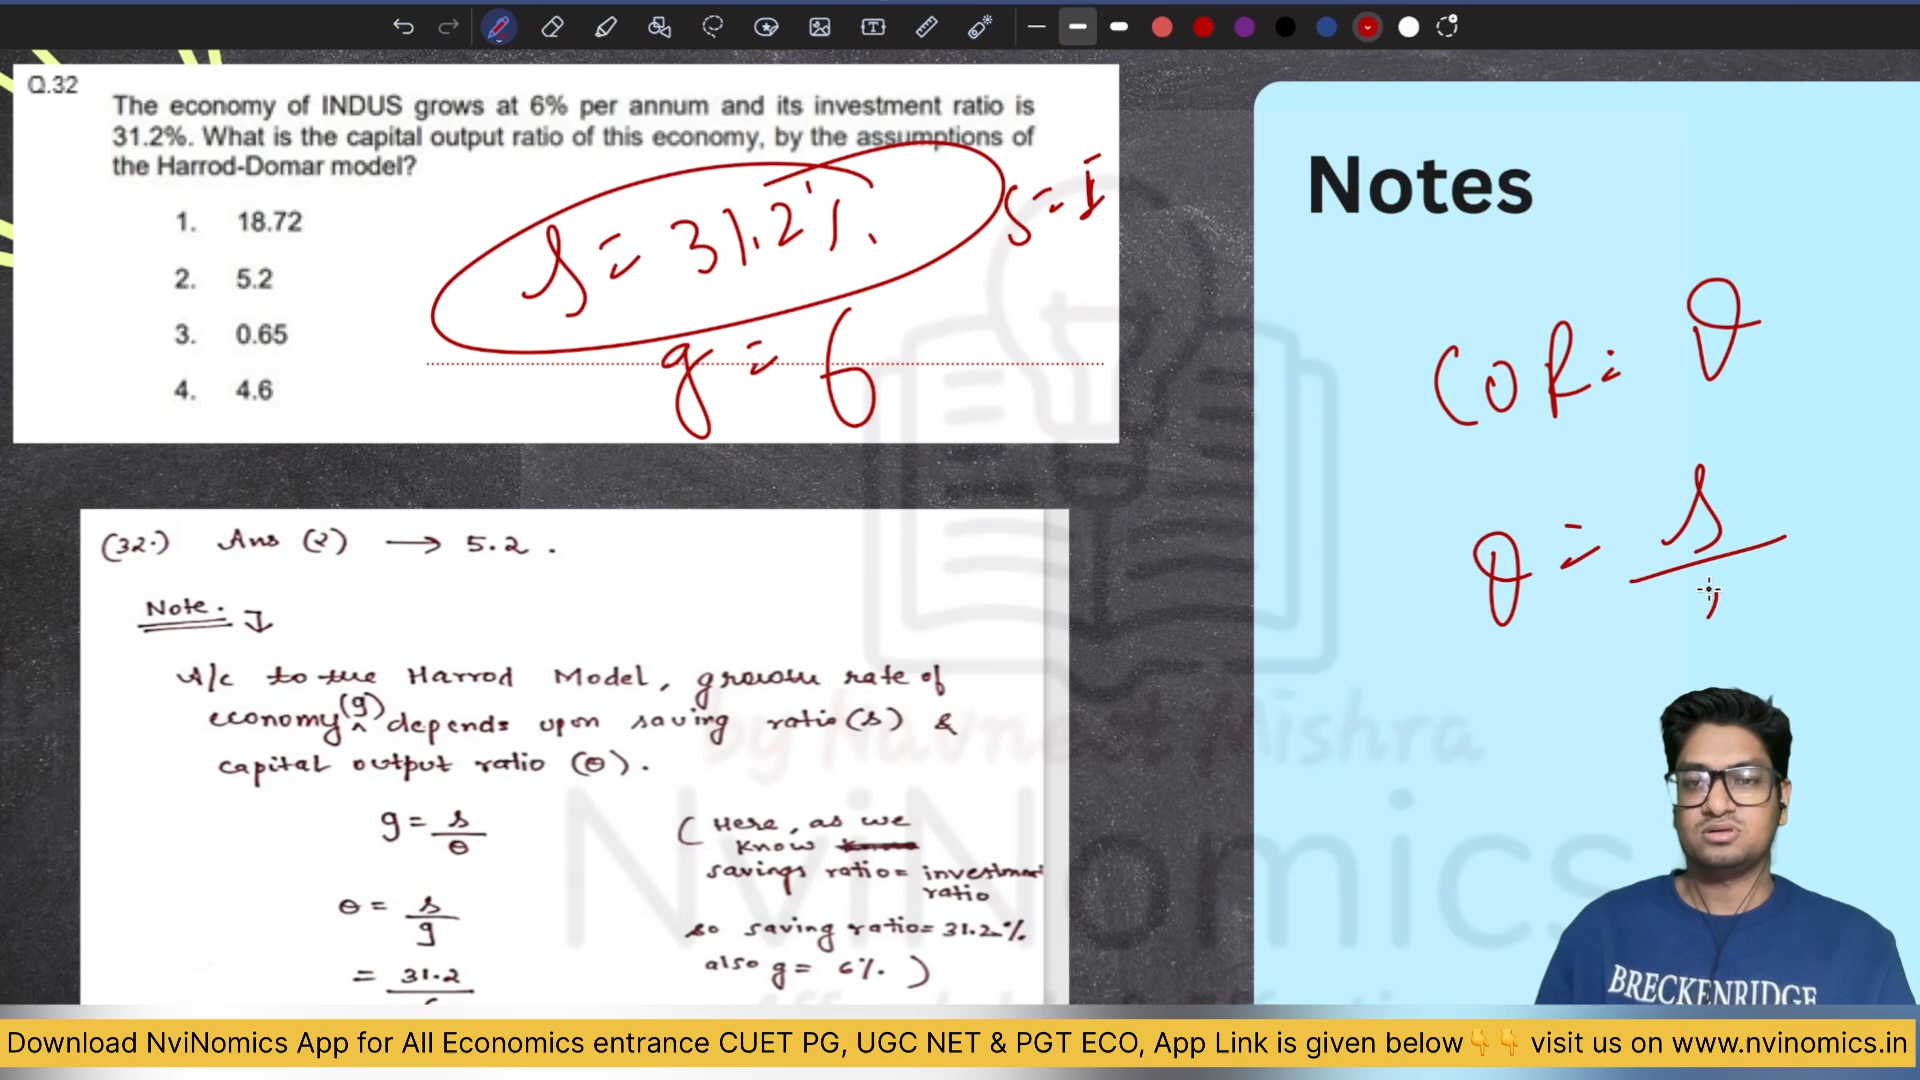 Q.32
The economy of INDUS grows at 6% per annum and its investment ratio is
31.2%. What is the capital output ratio of this economy, by the assumptions of
the Harrod-Domar model?
1. 18.72
2. 5.2
3. 0.65
4. 4.6
s = 31.2%.
s = I
g = 6
Notes
COR = θ
θ = s
(32.) Ans (2) → 5.2 .
Note.
A/c to the Harrod Model, growth rate of
economy (g) depends upon saving ratio (s) &
capital output ratio (θ).
g = s/θ
θ = s/g
= 31.2
( Here, as we
know
savings ratio = investment
ratio
so saving ratio = 31.2%
also g = 6%. )
by Navneet Mishra
NviNomics
BRECKENRIDGE
Download NviNomics App for All Economics entrance CUET PG, UGC NET & PGT ECO, App Link is given below👇👇 visit us on www.nvinomics.in